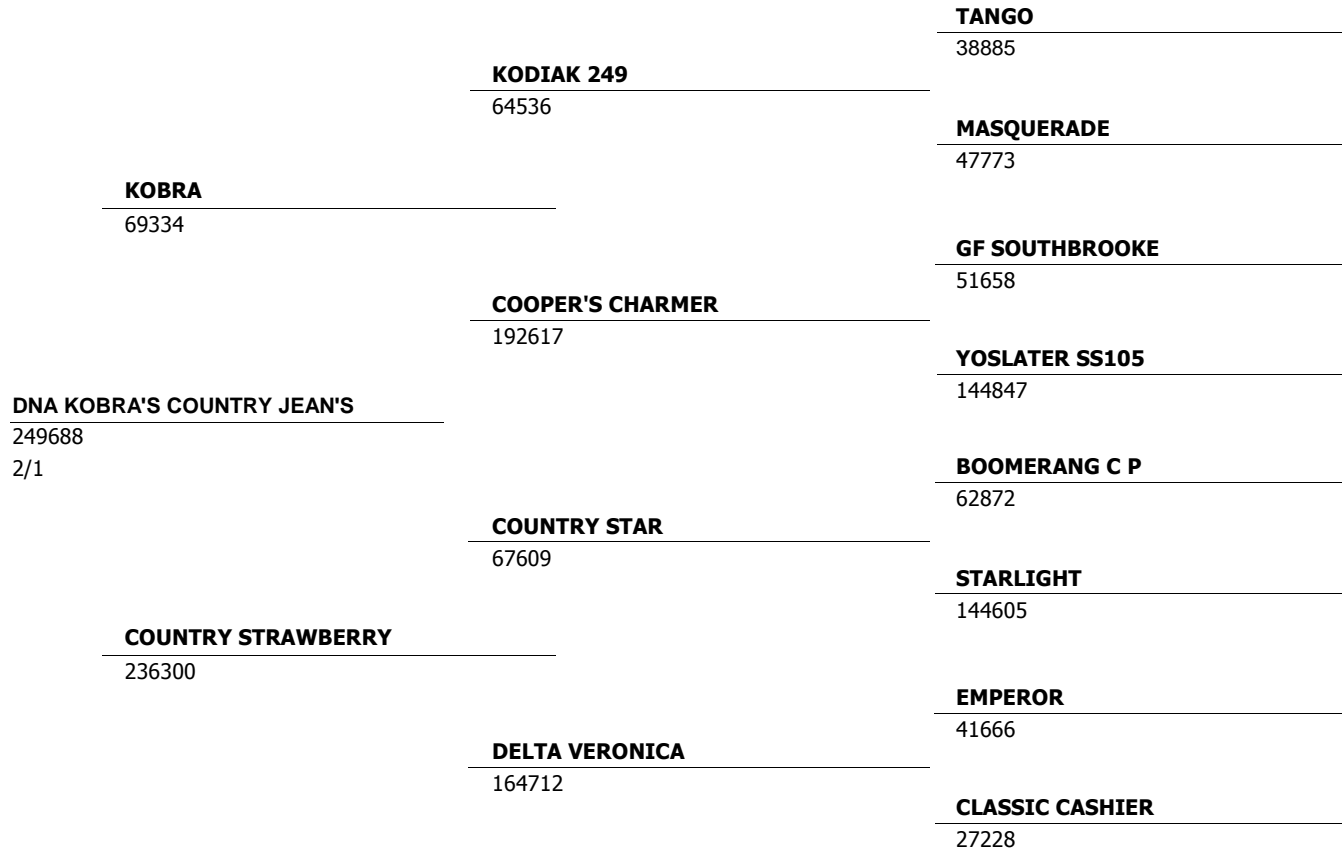 TANGO
38885
KODIAK 249
64536
MASQUERADE
47773
KOBRA
69334
GF SOUTHBROOKE
51658
COOPER'S CHARMER
192617
YOSLATER SS105
144847
DNA KOBRA'S COUNTRY JEAN'S
249688
2/1
BOOMERANG C P
62872
COUNTRY STAR
67609
STARLIGHT
144605
COUNTRY STRAWBERRY
236300
EMPEROR
41666
DELTA VERONICA
164712
CLASSIC CASHIER
27228